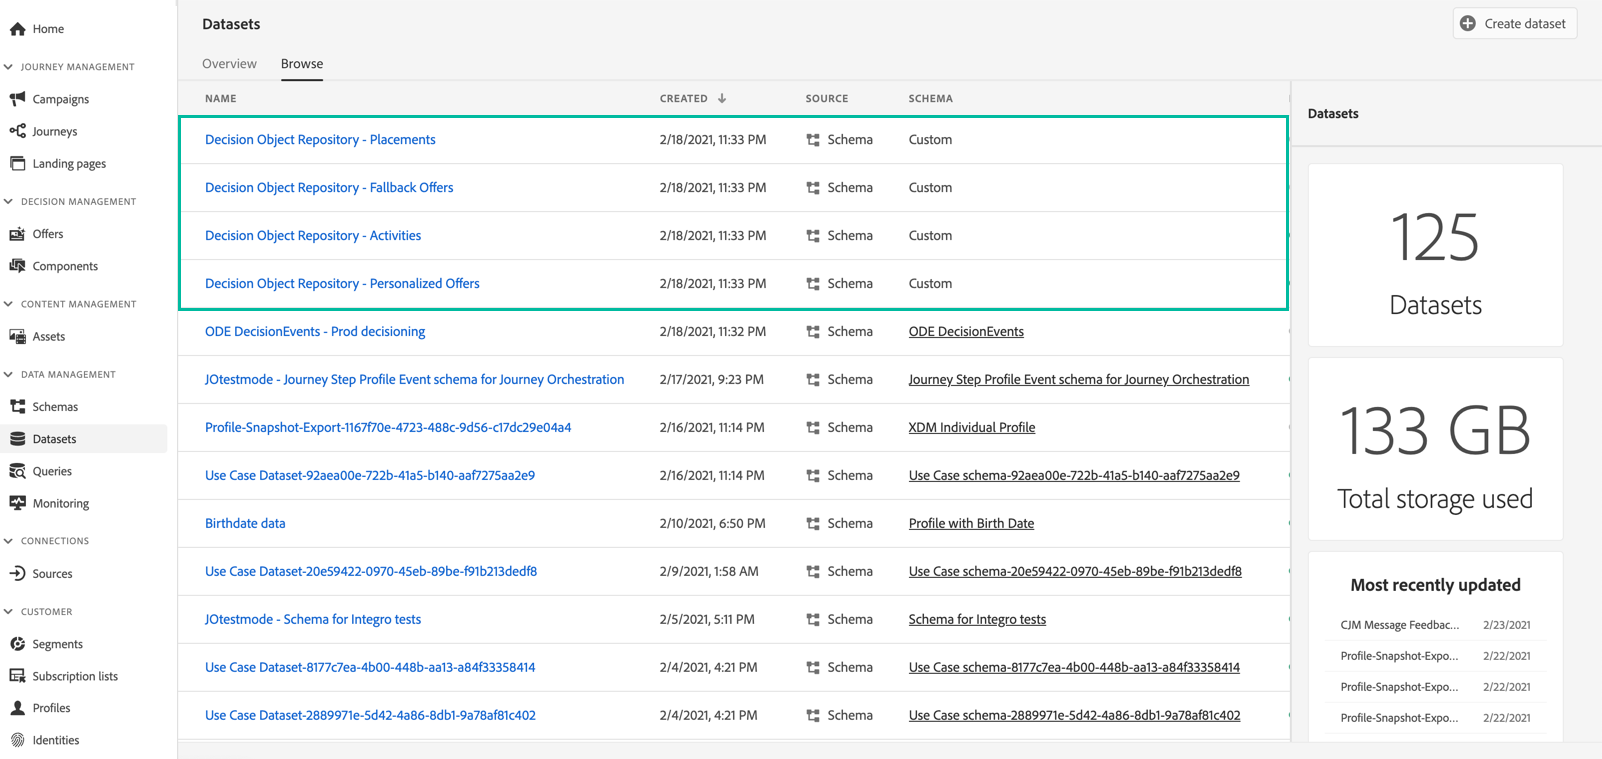 Home
JOURNEY MANAGEMENT
Campaigns
Journeys
Landing pages
DECISION MANAGEMENT
Offers
Components
CONTENT MANAGEMENT
Assets
DATA MANAGEMENT
Schemas
Datasets
Queries
Monitoring
CONNECTIONS
Sources
CUSTOMER
Segments
Subscription lists
Profiles
Identities
Datasets
Create dataset
Overview Browse
NAME CREATED SOURCE SCHEMA
Decision Object Repository - Placements 2/18/2021, 11:33 PM Schema Custom
Decision Object Repository - Fallback Offers 2/18/2021, 11:33 PM Schema Custom
Decision Object Repository - Activities 2/18/2021, 11:33 PM Schema Custom
Decision Object Repository - Personalized Offers 2/18/2021, 11:33 PM Schema Custom
ODE DecisionEvents - Prod decisioning 2/18/2021, 11:32 PM Schema ODE DecisionEvents
JOtestmode - Journey Step Profile Event schema for Journey Orchestration 2/17/2021, 9:23 PM Schema Journey Step Profile Event schema for Journey Orchestration
Profile-Snapshot-Export-1167f70e-4723-488c-9d56-c17dc29e04a4 2/16/2021, 11:14 PM Schema XDM Individual Profile
Use Case Dataset-92aea00e-722b-41a5-b140-aaf7275aa2e9 2/16/2021, 11:14 PM Schema Use Case schema-92aea00e-722b-41a5-b140-aaf7275aa2e9
Birthdate data 2/10/2021, 6:50 PM Schema Profile with Birth Date
Use Case Dataset-20e59422-0970-45eb-89be-f91b213dedf8 2/9/2021, 1:58 AM Schema Use Case schema-20e59422-0970-45eb-89be-f91b213dedf8
JOtestmode - Schema for Integro tests 2/5/2021, 5:11 PM Schema Schema for Integro tests
Use Case Dataset-8177c7ea-4b00-448b-aa13-a84f33358414 2/4/2021, 4:21 PM Schema Use Case schema-8177c7ea-4b00-448b-aa13-a84f33358414
Use Case Dataset-2889971e-5d42-4a86-8db1-9a78af81c402 2/4/2021, 4:21 PM Schema Use Case schema-2889971e-5d42-4a86-8db1-9a78af81c402
Datasets
125
Datasets
133 GB
Total storage used
Most recently updated
CJM Message Feedbac... 2/23/2021
Profile-Snapshot-Expo... 2/22/2021
Profile-Snapshot-Expo... 2/22/2021
Profile-Snapshot-Expo... 2/22/2021